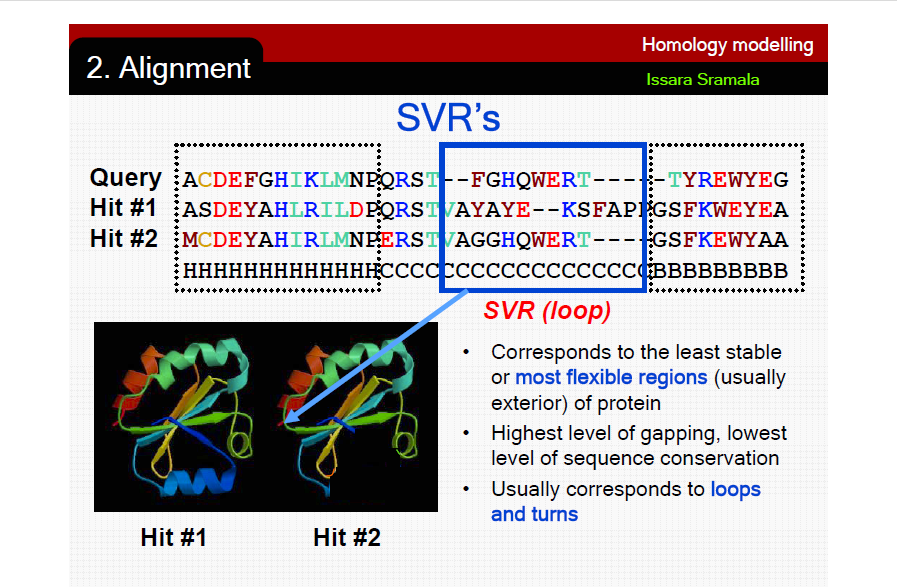 Homology modelling
2. Alignment
Issara Sramala
SVR's
Query ACDEFGHIKLMNPQRST--FGHQWERT-----TYREWYEG
Hit #1 ASDEYAHLRILDPQRSTVAYAYE--KSFAPPGSFKWEYEA
Hit #2 MCDEYAHIRLMNPERSTVAGGHQWERT----GSFKEWYAA
HHHHHHHHHHHHHCCCCCCCCCCCCCCCCCCBBBBBBBBB
SVR (loop)
• Corresponds to the least stable
or most flexible regions (usually
exterior) of protein
• Highest level of gapping, lowest
level of sequence conservation
• Usually corresponds to loops
and turns
Hit #1
Hit #2